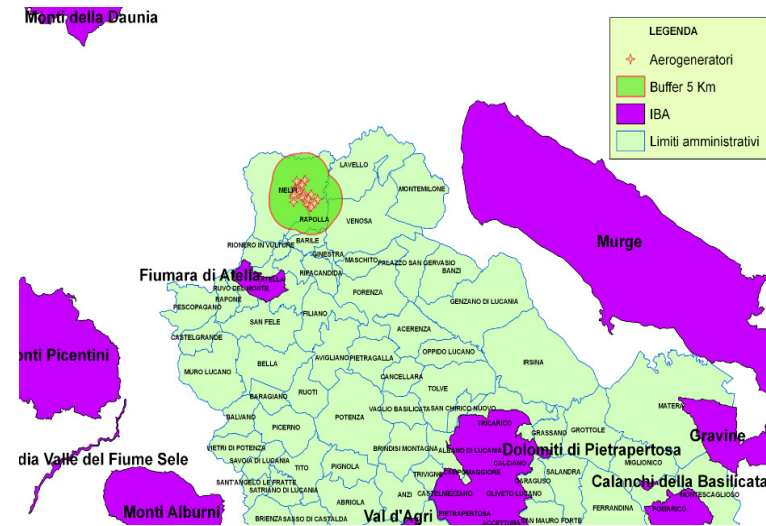 Monti della Daunia
LEGENDA
Aerogeneratori
Buffer 5 Km
IBA
Limiti amministrativi
LAVELLO
MELFI
MONTEMILONE
RAPOLLA
VENOSA
Murge
BARILE
RIONERO IN VULTURE
GINESTRA
MASCHITO
PALAZZO SAN GERVASIO
BANZI
Fiumara di Atella
ATELLA
RIPACANDIDA
RUVO DEL MONTE
FORENZA
RAPONE
GENZANO DI LUCANIA
PESCOPAGANO
FILIANO
SAN FELE
ACERENZA
CASTELGRANDE
onti Picentini
AVIGLIANO
PIETRAGALLA
OPPIDO LUCANO
BELLA
IRSINA
MURO LUCANO
CANCELLARA
TOLVE
BARAGIANO
RUOTI
VAGLIO BASILICATA
SAN CHIRICO NUOVO
MATERA
BALVANO
POTENZA
TRICARICO
PICERNO
GRASSANO
GROTTOLE
Gravine
VIETRI DI POTENZA
BRINDISI MONTAGNA
ALBANO DI LUCANIA
Dolomiti di Pietrapertosa
dia Valle del Fiume Sele
SAVOIA DI LUCANIA
TITO
PIGNOLA
CALCIANO
MIGLIONICO
TRIVIGNO
CAMPOMAGGIORE
SALANDRA
GARAGUSO
Calanchi della Basilicata
SANT'ANGELO LE FRATTE
SATRIANO DI LUCANIA
ANZI
CASTELMEZZANO
OLIVETO LUCANO
MONTESCAGLIOSO
ABRIOLA
FERRANDINA
POMARICO
Monti Alburni
BRIENZA
SASSO DI CASTALDA
Val d'Agri
PIETRAPERTOSA
ACCETTURA
SAN MAURO FORTE